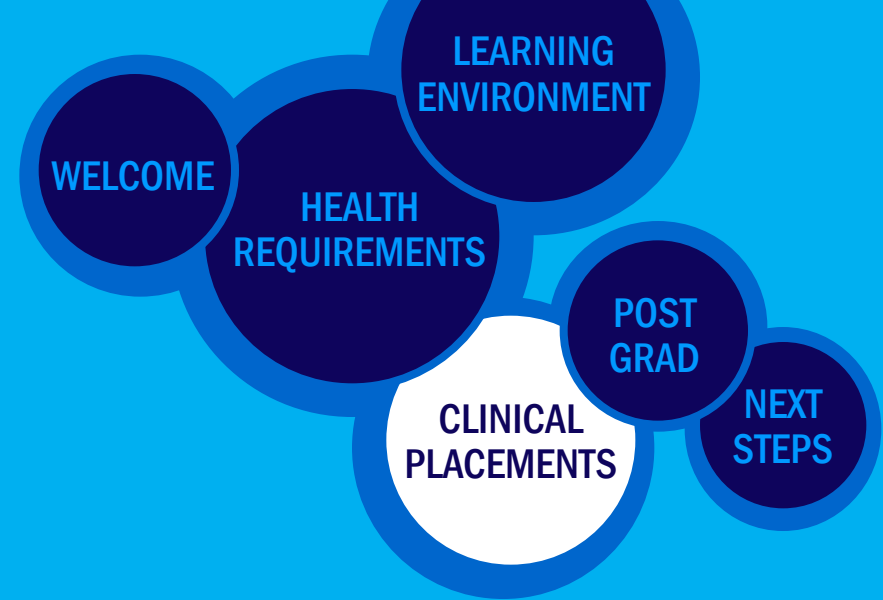 LEARNING
ENVIRONMENT
WELCOME
HEALTH
REQUIREMENTS
POST
GRAD
CLINICAL
PLACEMENTS
NEXT
STEPS